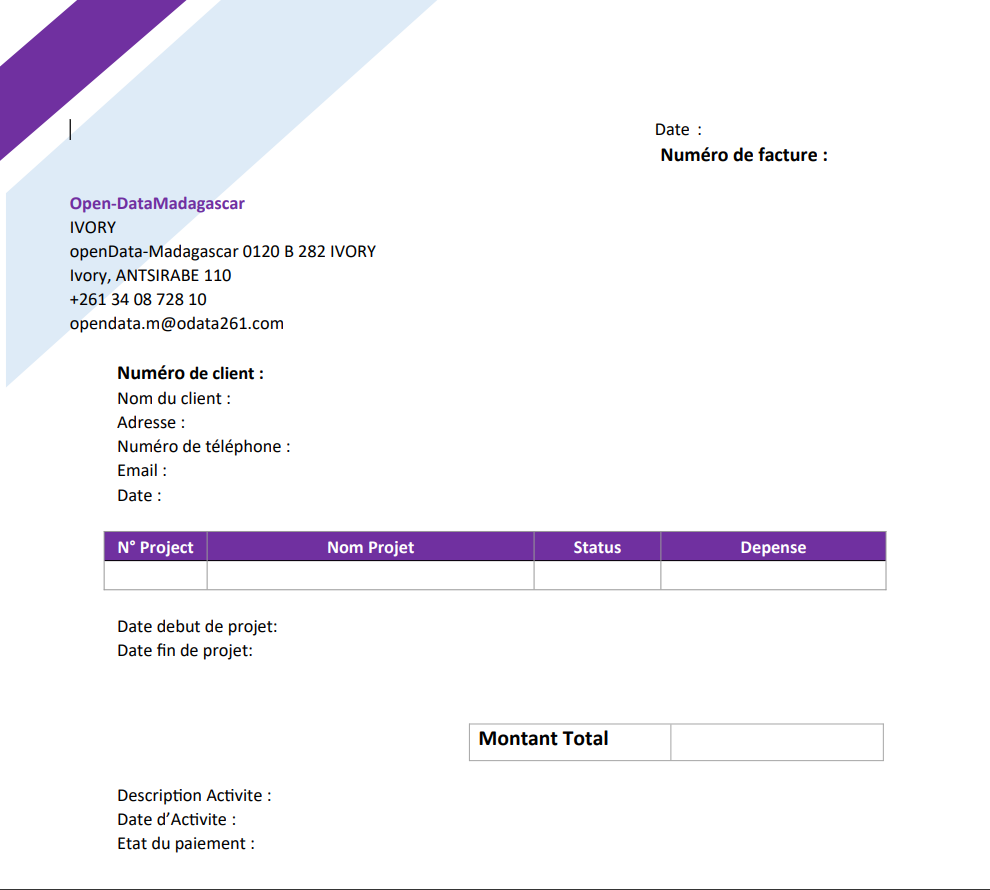 Date :
Numéro de facture :
Open-DataMadagascar
IVORY
openData-Madagascar 0120 B 282 IVORY
Ivory, ANTSIRABE 110
+261 34 08 728 10
opendata.m@odata261.com
Numéro de client :
Nom du client :
Adresse :
Numéro de téléphone :
Email :
Date :
N° Project Nom Projet Status Depense
Date debut de projet:
Date fin de projet:
Montant Total
Description Activite :
Date d’Activite :
Etat du paiement :